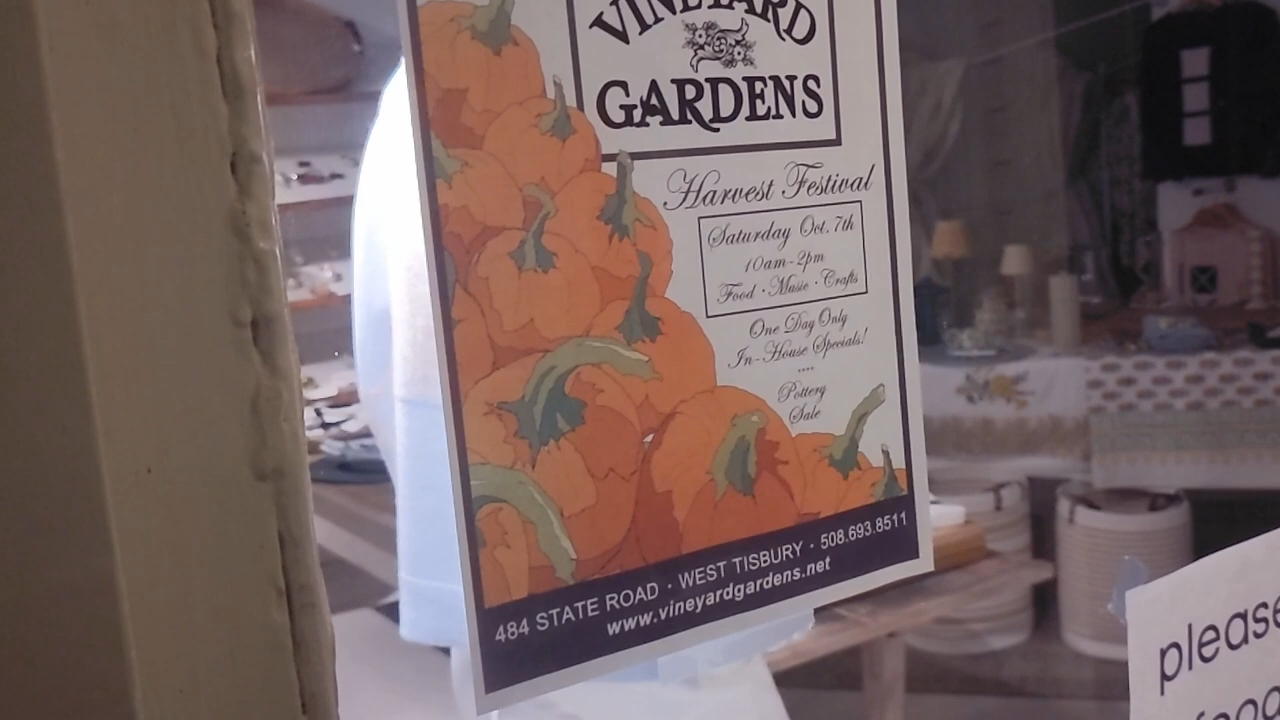 VINEYARD
GARDENS
Harvest Festival
Saturday Oct. 7th
10am-2pm
Food · Music · Crafts
One Day Only
In-House Specials!
····
Pottery
Sale
484 STATE ROAD · WEST TISBURY · 508.693.8511
www.vineyardgardens.net
please